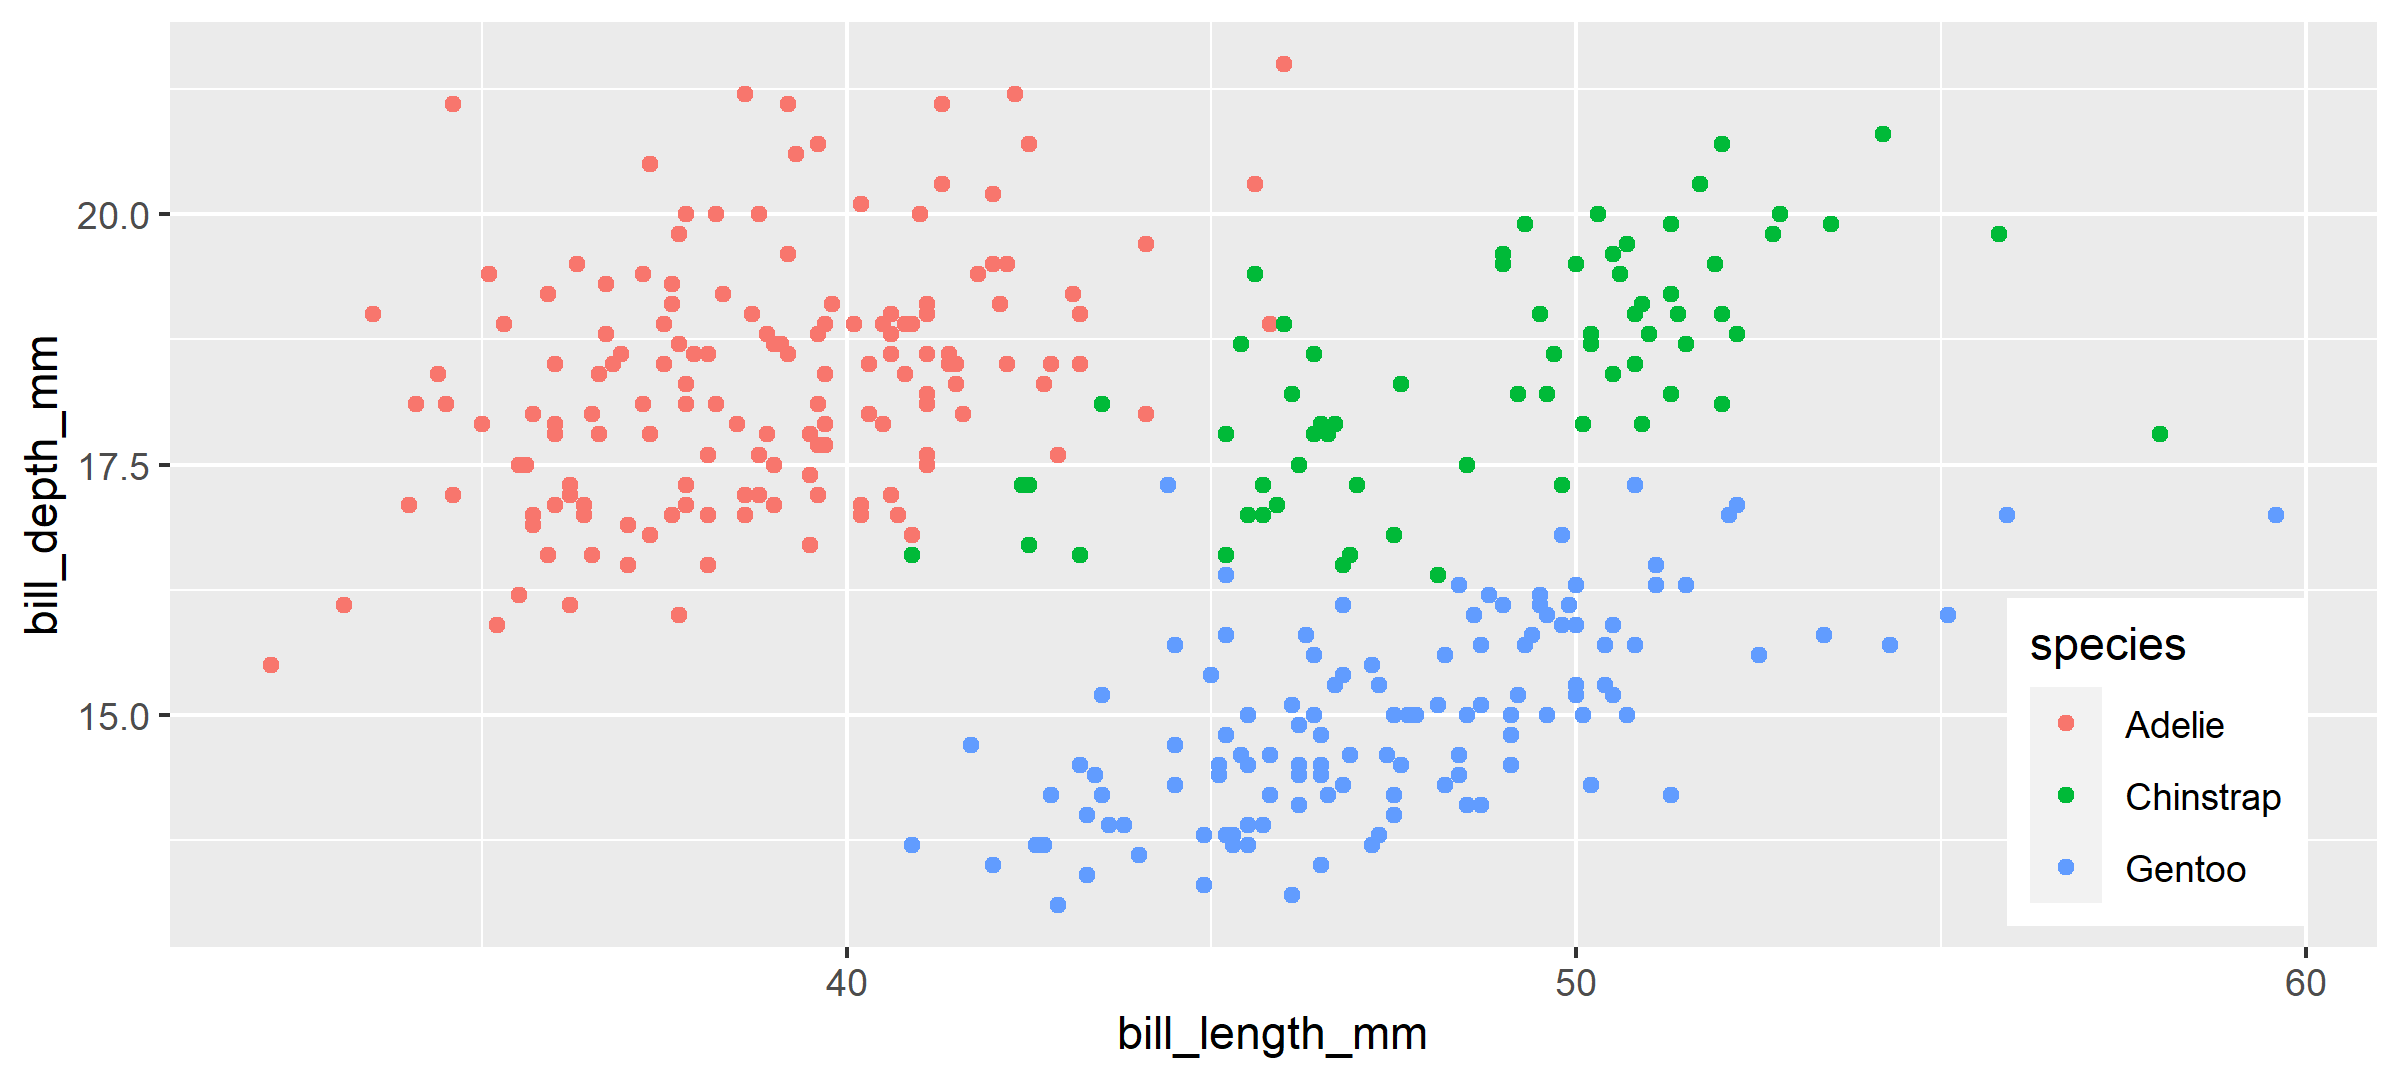 bill_depth_mm
20.0
17.5
15.0
40
50
60
bill_length_mm
species
Adelie
Chinstrap
Gentoo